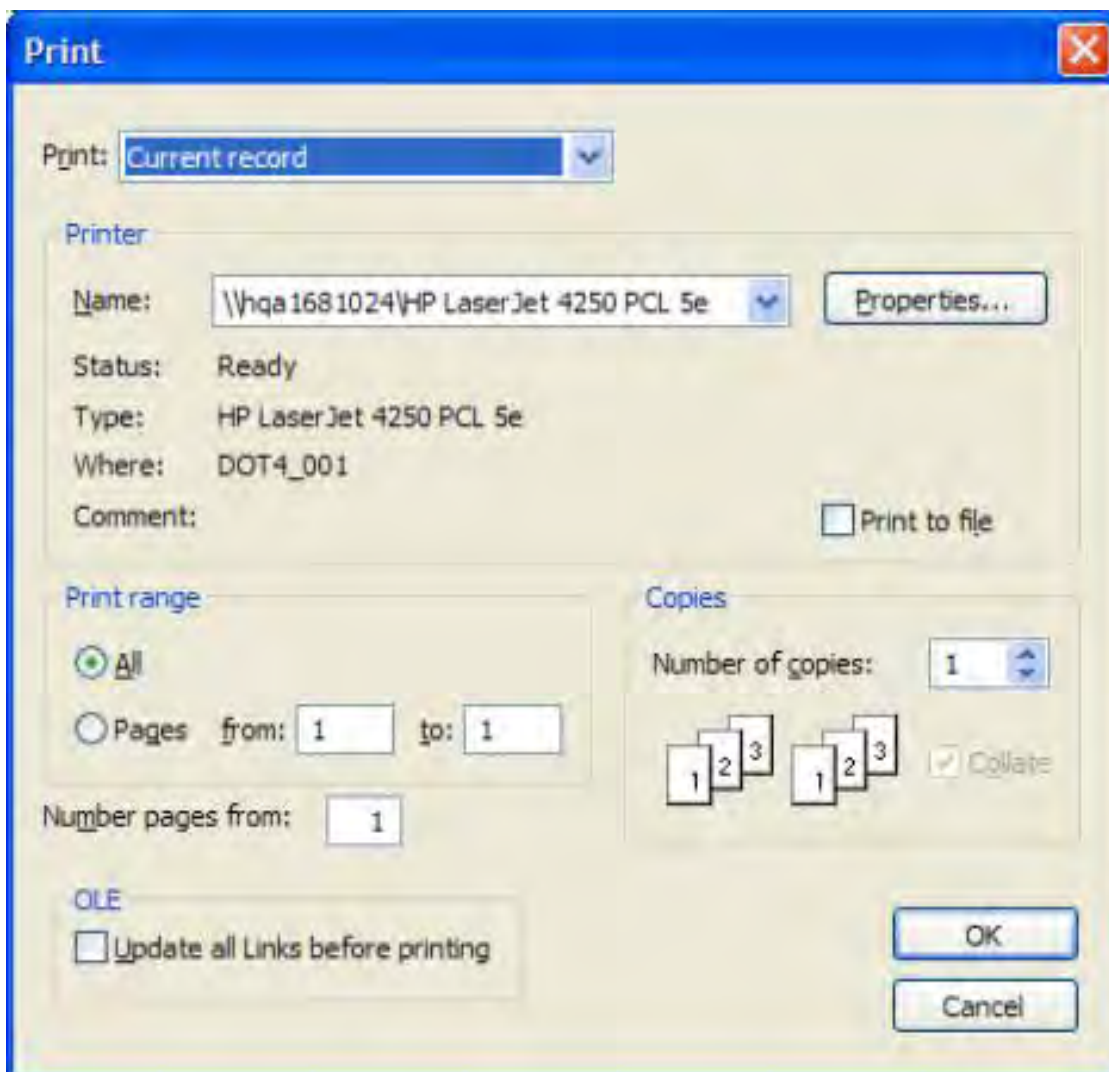 Print
Print: Current record
Printer
Name: \\hqa1681024\HP LaserJet 4250 PCL 5e Properties...
Status: Ready
Type: HP LaserJet 4250 PCL 5e
Where: DOT4_001
Comment:
Print to file
Print range
All
Pages from: 1 to: 1
Number pages from: 1
Copies
Number of copies: 1
1 2 3 1 2 3 Collate
OLE
Update all Links before printing
OK
Cancel